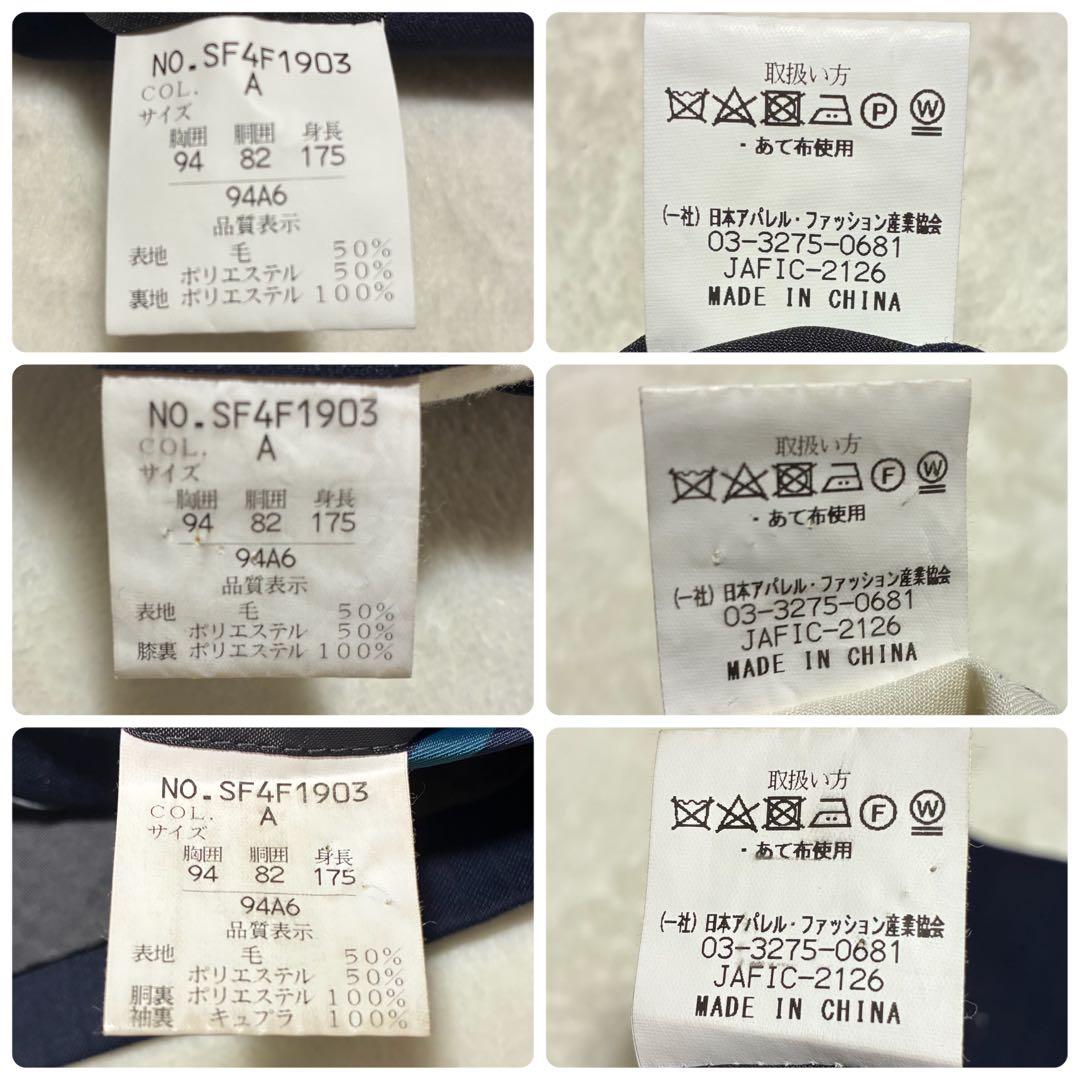 NO.SF4F1903
COL. A
サイズ
胸囲 胴囲 身長
94 82 175
94A6
品質表示
表地 毛 50%
ポリエステル 50%
裏地 ポリエステル 100%
取扱い方
P W
・あて布使用
(一社)日本アパレル・ファッション産業協会
03-3275-0681
JAFIC-2126
MADE IN CHINA
NO.SF4F1903
COL. A
サイズ
胸囲 胴囲 身長
94 82 175
94A6
品質表示
表地 毛 50%
ポリエステル 50%
膝裏 ポリエステル 100%
取扱い方
F W
・あて布使用
(一社)日本アパレル・ファッション産業協会
03-3275-0681
JAFIC-2126
MADE IN CHINA
NO.SF4F1903
COL. A
サイズ
胸囲 胴囲 身長
94 82 175
94A6
品質表示
表地 毛 50%
ポリエステル 50%
胴裏 ポリエステル 100%
袖裏 キュプラ 100%
取扱い方
F W
・あて布使用
(一社)日本アパレル・ファッション産業協会
03-3275-0681
JAFIC-2126
MADE IN CHINA